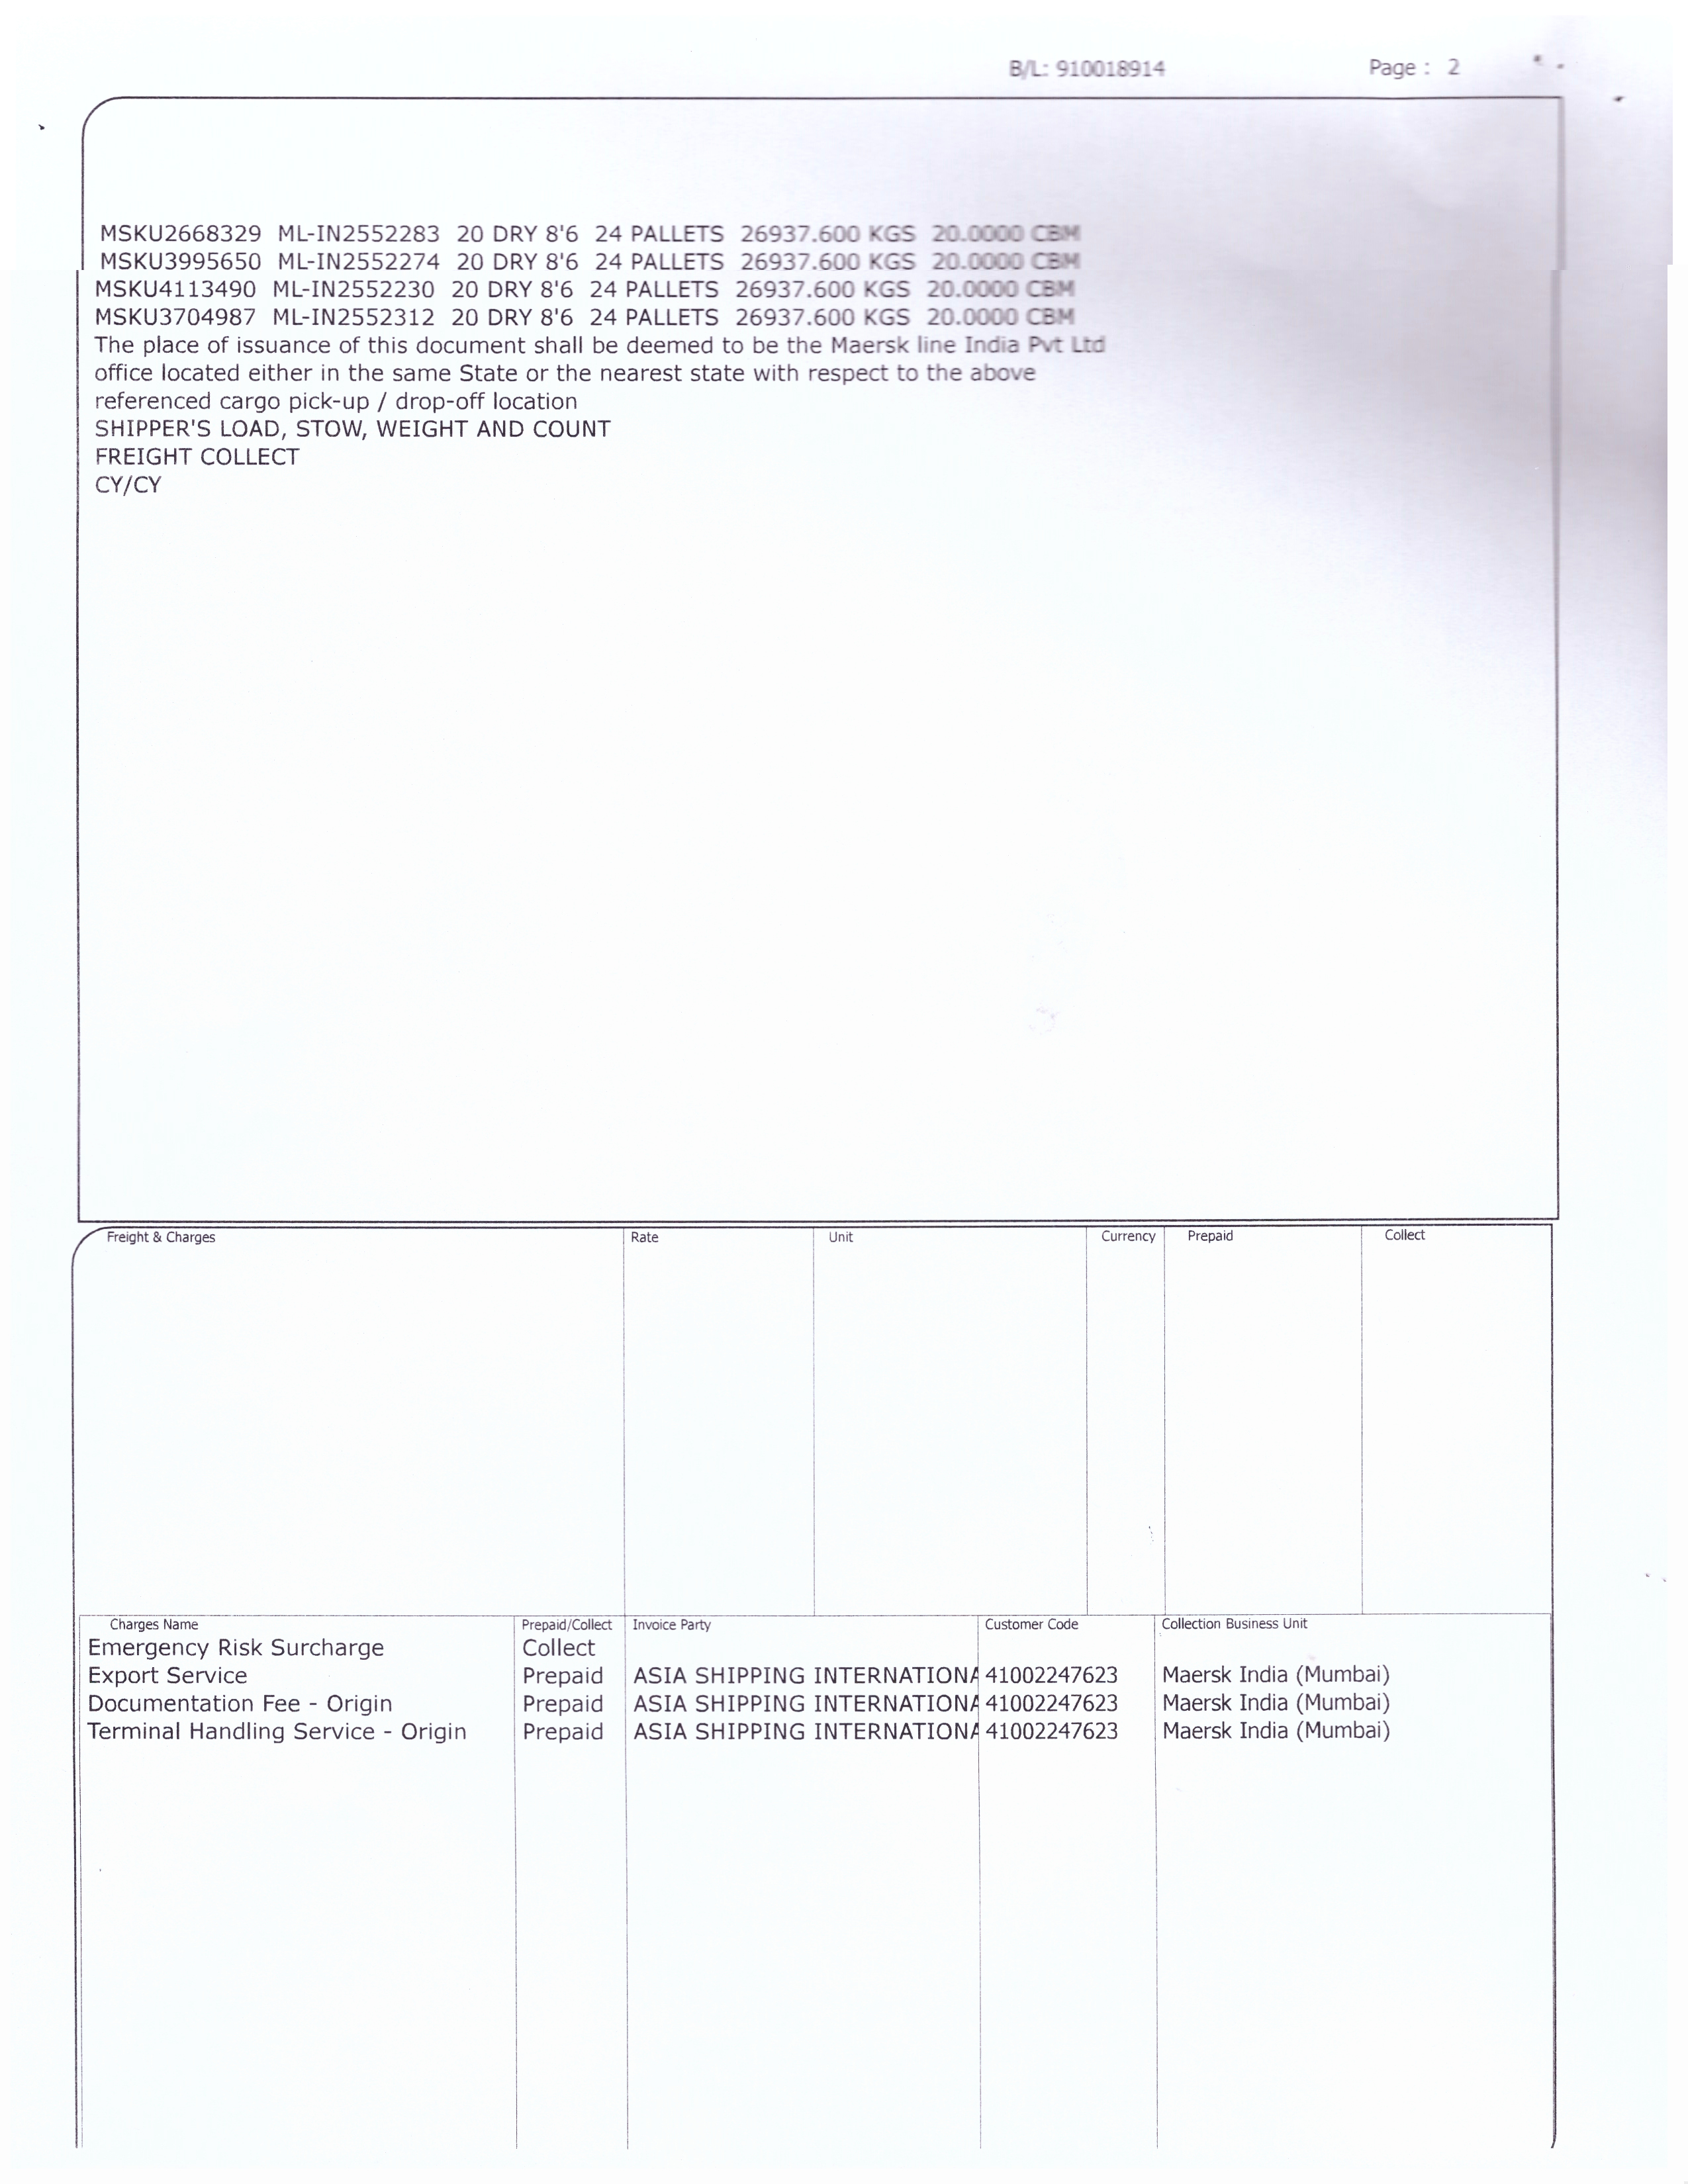 B/L: 910018914 Page : 2
MSKU2668329 ML-IN2552283 20 DRY 8'6 24 PALLETS 26937.600 KGS 20.0000 CBM
MSKU3995650 ML-IN2552274 20 DRY 8'6 24 PALLETS 26937.600 KGS 20.0000 CBM
MSKU4113490 ML-IN2552230 20 DRY 8'6 24 PALLETS 26937.600 KGS 20.0000 CBM
MSKU3704987 ML-IN2552312 20 DRY 8'6 24 PALLETS 26937.600 KGS 20.0000 CBM
The place of issuance of this document shall be deemed to be the Maersk line India Pvt Ltd
office located either in the same State or the nearest state with respect to the above
referenced cargo pick-up / drop-off location
SHIPPER'S LOAD, STOW, WEIGHT AND COUNT
FREIGHT COLLECT
CY/CY
Freight & Charges Rate Unit Currency Prepaid Collect
Charges Name Prepaid/Collect Invoice Party Customer Code Collection Business Unit
Emergency Risk Surcharge Collect
Export Service Prepaid ASIA SHIPPING INTERNATIONA 41002247623 Maersk India (Mumbai)
Documentation Fee - Origin Prepaid ASIA SHIPPING INTERNATIONA 41002247623 Maersk India (Mumbai)
Terminal Handling Service - Origin Prepaid ASIA SHIPPING INTERNATIONA 41002247623 Maersk India (Mumbai)